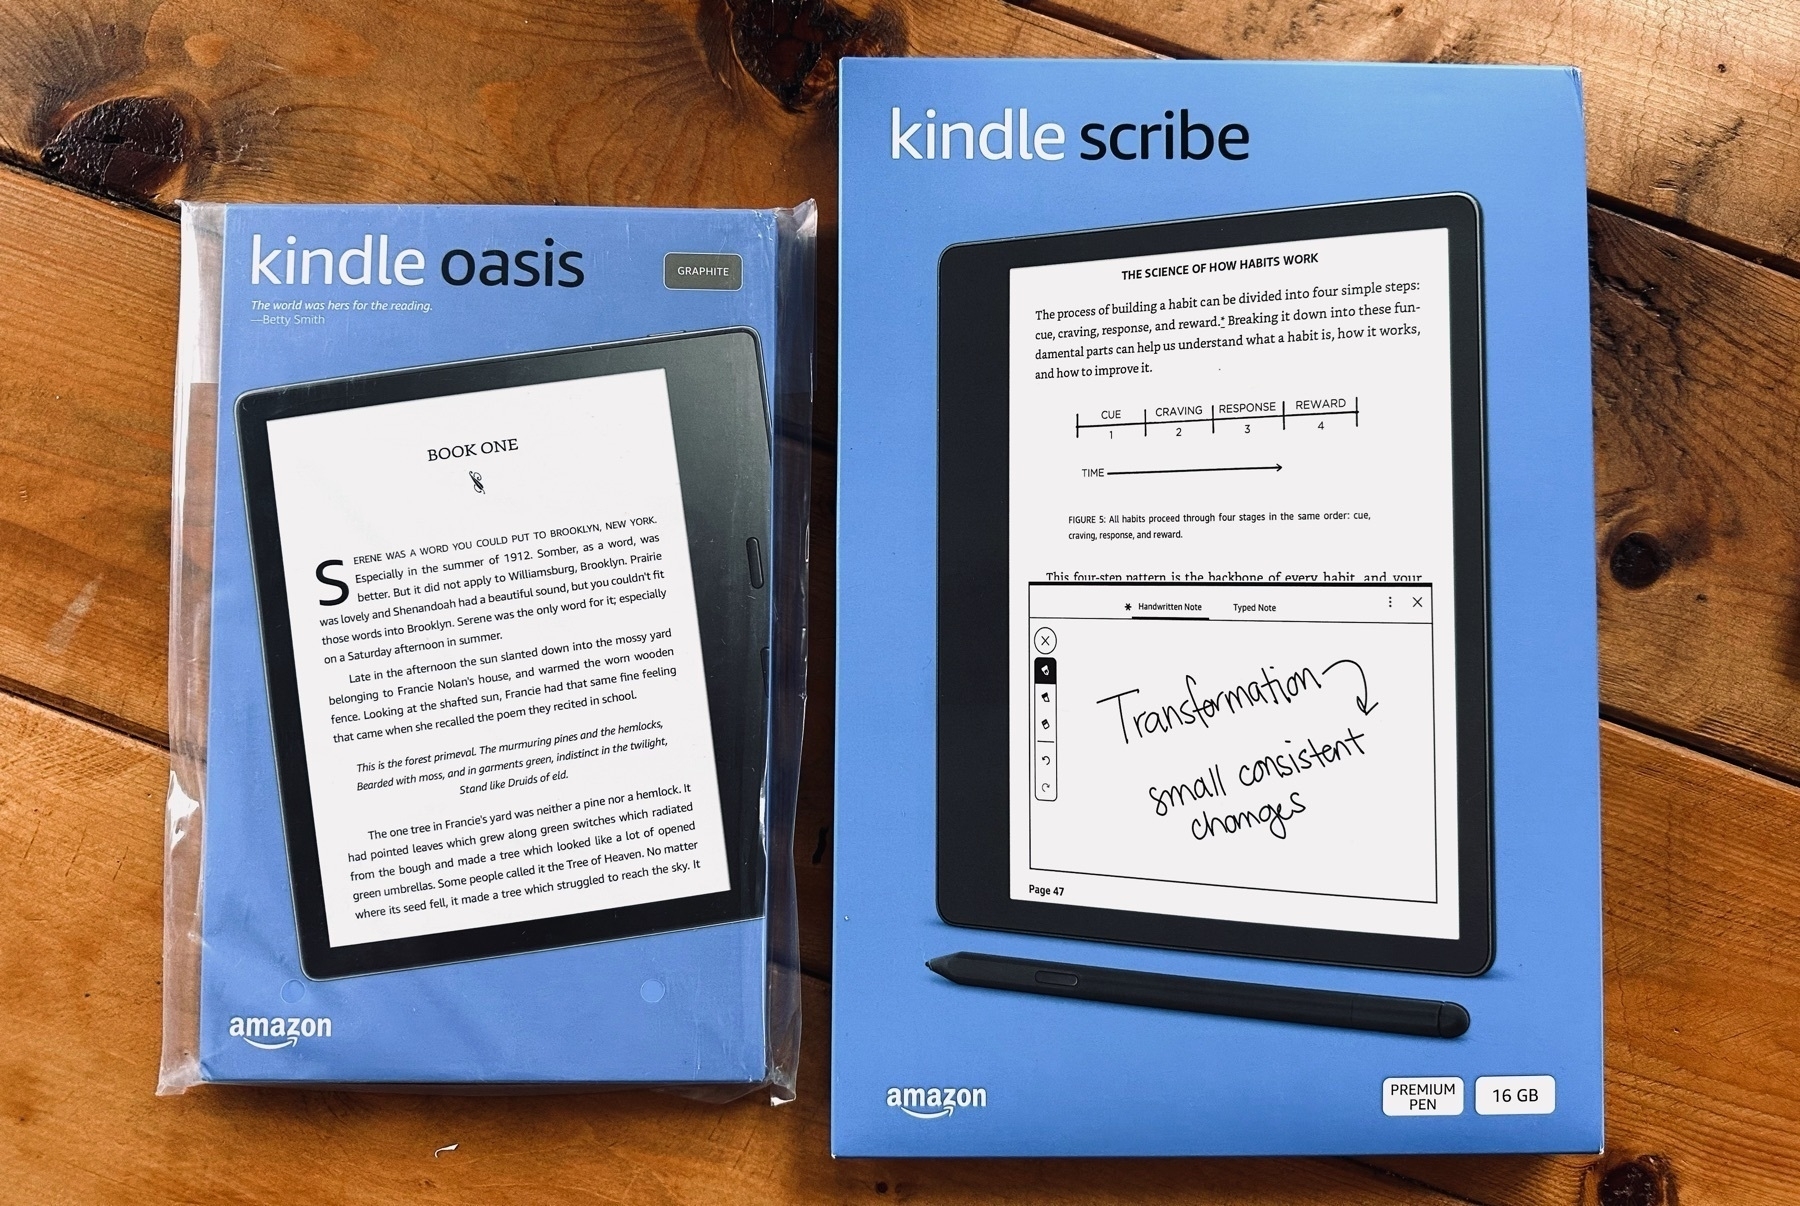 kindle oasis
GRAPHITE
The world was hers for the reading.
—Betty Smith
BOOK ONE
SERENE WAS A WORD YOU COULD PUT TO BROOKLYN, NEW YORK.
Especially in the summer of 1912. Somber, as a word, was
better. But it did not apply to Williamsburg, Brooklyn. Prairie
was lovely and Shenandoah had a beautiful sound, but you couldn't fit
those words into Brooklyn. Serene was the only word for it; especially
on a Saturday afternoon in summer.
Late in the afternoon the sun slanted down into the mossy yard
belonging to Francie Nolan's house, and warmed the worn wooden
fence. Looking at the shafted sun, Francie had that same fine feeling
that came when she recalled the poem they recited in school.
This is the forest primeval. The murmuring pines and the hemlocks,
Bearded with moss, and in garments green, indistinct in the twilight,
Stand like Druids of eld.
The one tree in Francie's yard was neither a pine nor a hemlock. It
had pointed leaves which grew along green switches which radiated
from the bough and made a tree which looked like a lot of opened
green umbrellas. Some people called it the Tree of Heaven. No matter
where its seed fell, it made a tree which struggled to reach the sky. It
amazon
kindle scribe
THE SCIENCE OF HOW HABITS WORK
The process of building a habit can be divided into four simple steps:
cue, craving, response, and reward.* Breaking it down into these fun-
damental parts can help us understand what a habit is, how it works,
and how to improve it.
CUE CRAVING RESPONSE REWARD
1 2 3 4
TIME
FIGURE 5: All habits proceed through four stages in the same order: cue,
craving, response, and reward.
This four-step pattern is the backbone of every habit, and your
* Handwritten Note Typed Note
Transformation
small consistent
changes
Page 47
amazon
PREMIUM
PEN
16 GB